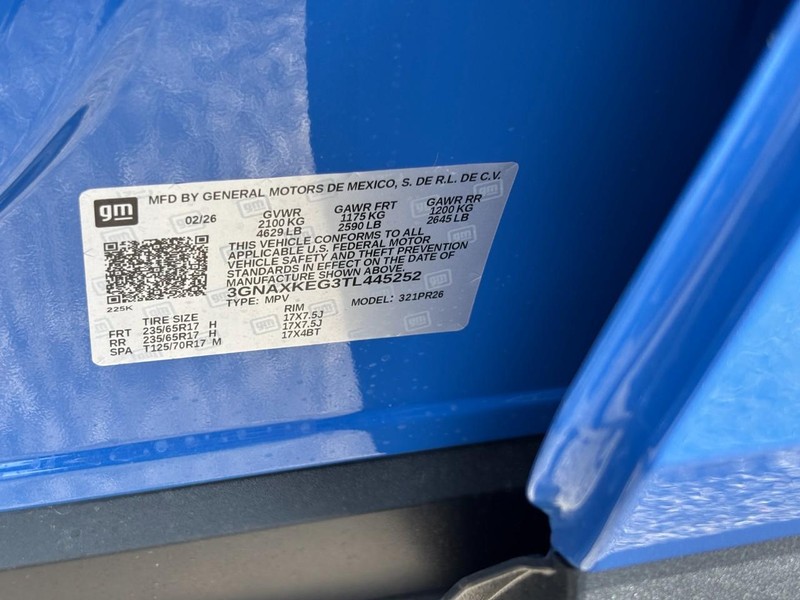 gm
MFD BY GENERAL MOTORS DE MEXICO, S. DE R.L. DE C.V.
02/26 GVWR GAWR FRT GAWR RR
2100 KG 1175 KG 1200 KG
4629 LB 2590 LB 2645 LB
THIS VEHICLE CONFORMS TO ALL
APPLICABLE U.S. FEDERAL MOTOR
VEHICLE SAFETY AND THEFT PREVENTION
STANDARDS IN EFFECT ON THE DATE OF
MANUFACTURE SHOWN ABOVE.
3GNAXKEG3TL445252
225K
TYPE: MPV MODEL: 321PR26
TIRE SIZE RIM
FRT 235/65R17 H 17X7.5J
RR 235/65R17 H 17X7.5J
SPA T125/70R17 M 17X4BT